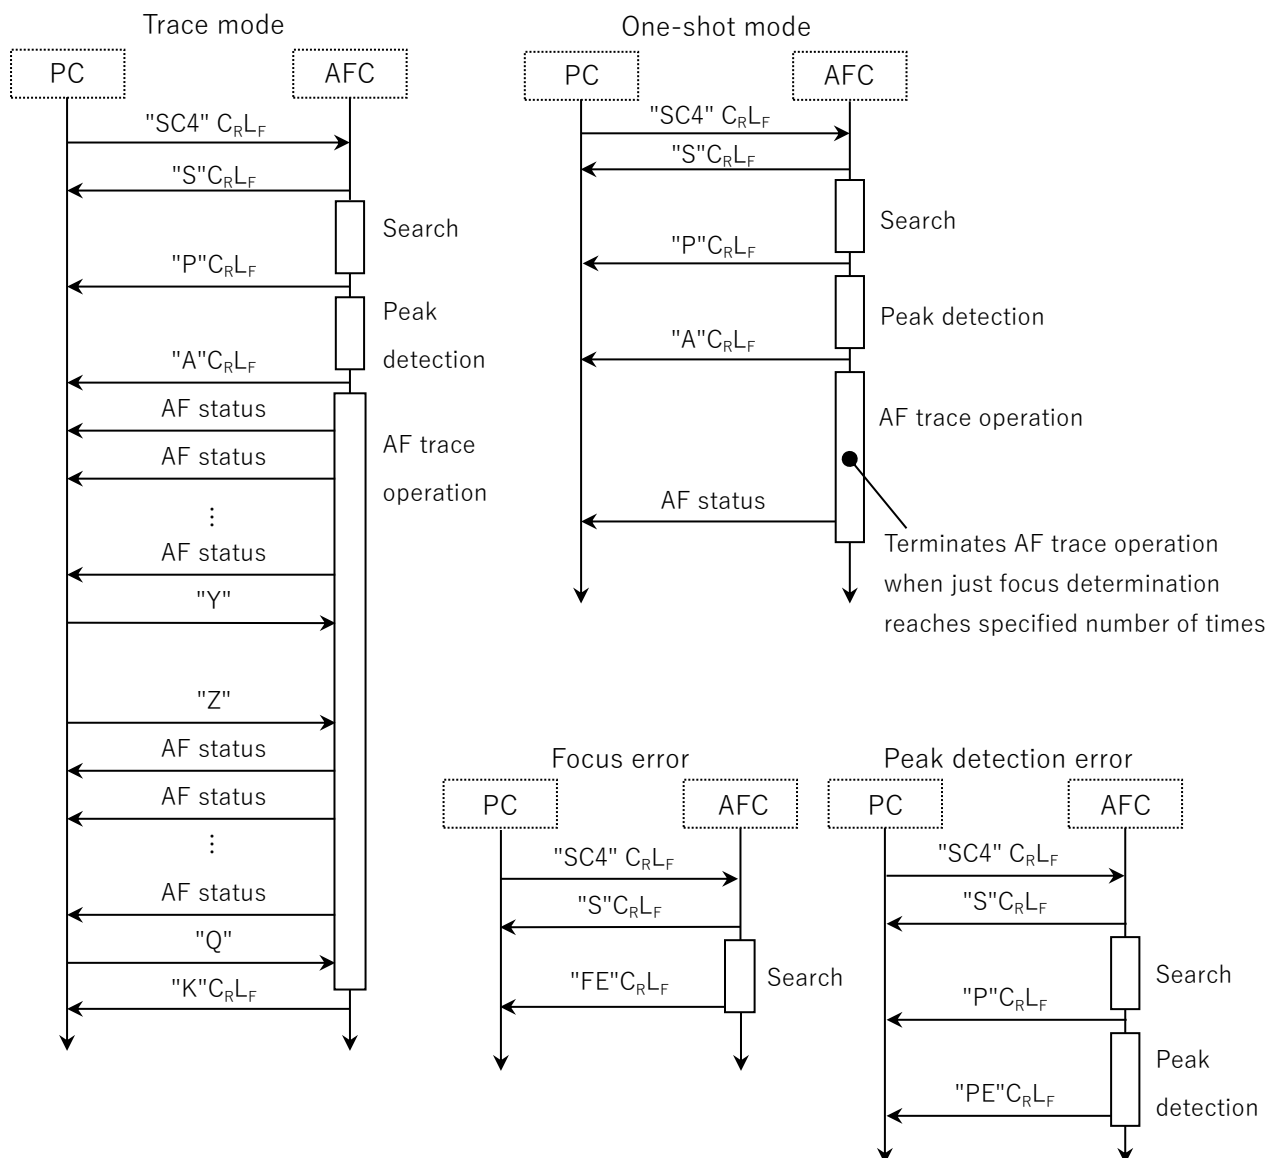 Trace mode
PC
AFC
"SC4" CRLF
"S"CRLF
Search
"P"CRLF
Peak
detection
"A"CRLF
AF status
AF trace
operation
AF status
⋮
AF status
"Y"
"Z"
AF status
AF status
⋮
AF status
"Q"
"K"CRLF
One-shot mode
PC
AFC
"SC4" CRLF
"S"CRLF
Search
"P"CRLF
Peak detection
"A"CRLF
AF trace operation
AF status
Terminates AF trace operation
when just focus determination
reaches specified number of times
Focus error
PC
AFC
"SC4" CRLF
"S"CRLF
"FE"CRLF
Search
Peak detection error
PC
AFC
"SC4" CRLF
"S"CRLF
Search
"P"CRLF
Peak
detection
"PE"CRLF